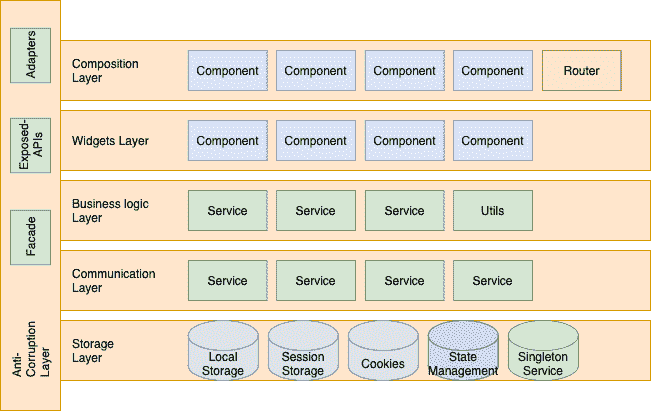 Adapters
Exposed-
APIs
Facade
Anti-
Corruption
Layer
Composition
Layer
Component
Component
Component
Component
Router
Widgets Layer
Component
Component
Component
Component
Business logic
Layer
Service
Service
Service
Utils
Communication
Layer
Service
Service
Service
Service
Storage
Layer
Local
Storage
Session
Storage
Cookies
State
Management
Singleton
Service